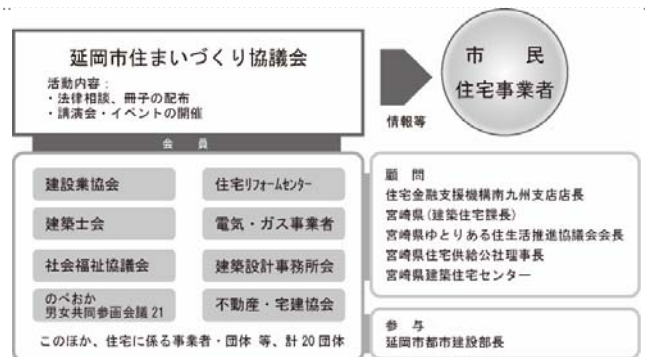 延岡市住まいづくり協議会
活動内容：
・法律相談、冊子の配布
・講演会・イベントの開催
市　民
住宅事業者
情報等
会　員
建設業協会
住宅リフォームセンター
建築士会
電気・ガス事業者
社会福祉協議会
建築設計事務所会
のべおか
男女共同参画会議21
不動産・宅建協会
このほか、住宅に係る事業者・団体 等、計20団体
顧　問
住宅金融支援機構南九州支店店長
宮崎県(建築住宅課長)
宮崎県ゆとりある住生活推進協議会会長
宮崎県住宅供給公社理事長
宮崎県建築住宅センター
参　与
延岡市都市建設部長